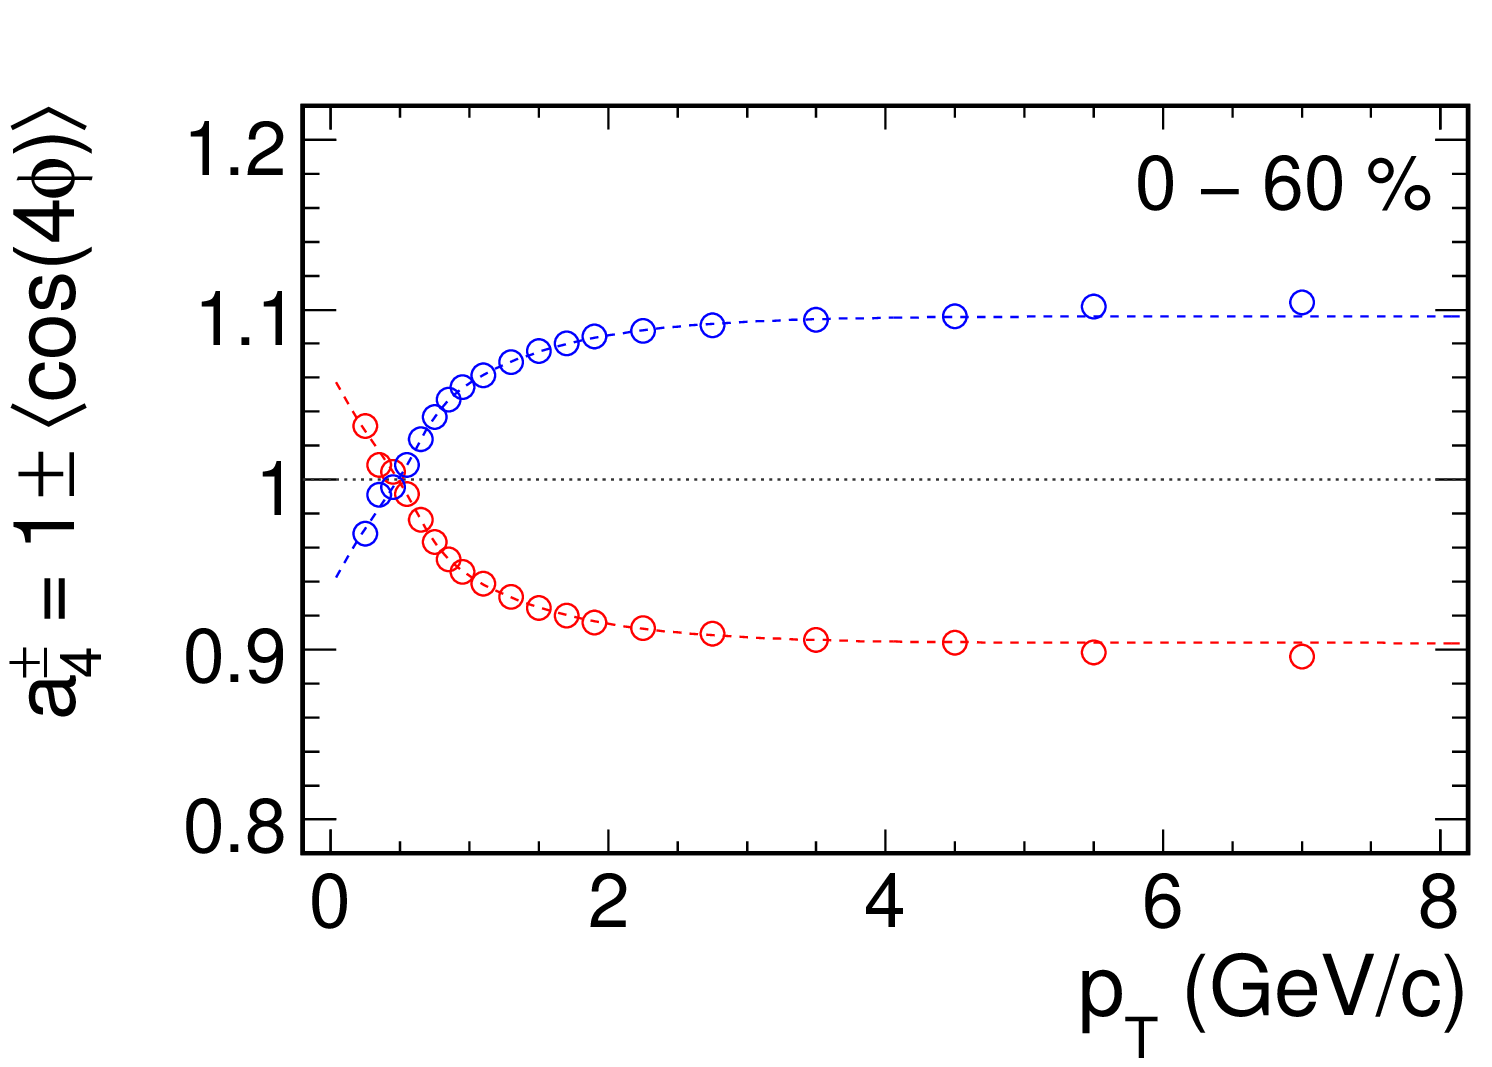 a₄± = 1 ± ⟨cos(4ϕ)⟩
0 – 60 %
1.2
1.1
1
0.9
0.8
0 2 4 6 8
p_T (GeV/c)